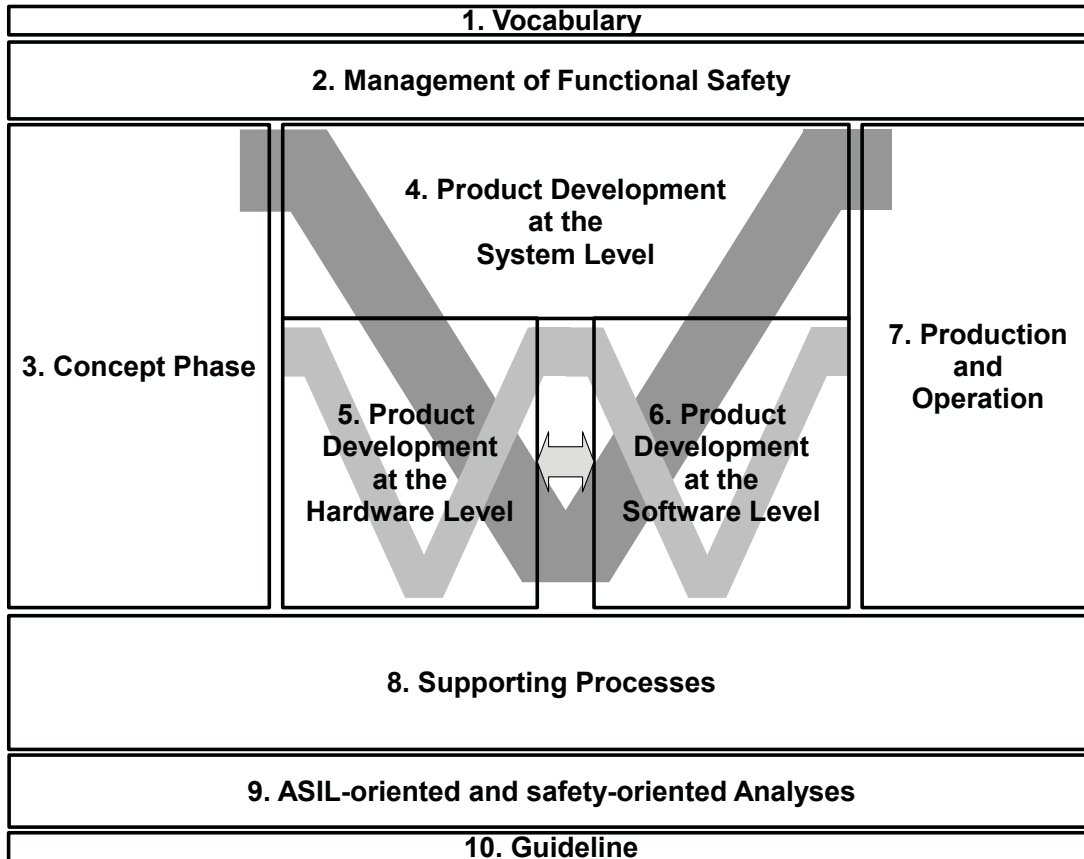 1. Vocabulary
2. Management of Functional Safety
3. Concept Phase
4. Product Development
at the
System Level
5. Product
Development
at the
Hardware Level
6. Product
Development
at the
Software Level
7. Production
and
Operation
8. Supporting Processes
9. ASIL-oriented and safety-oriented Analyses
10. Guideline